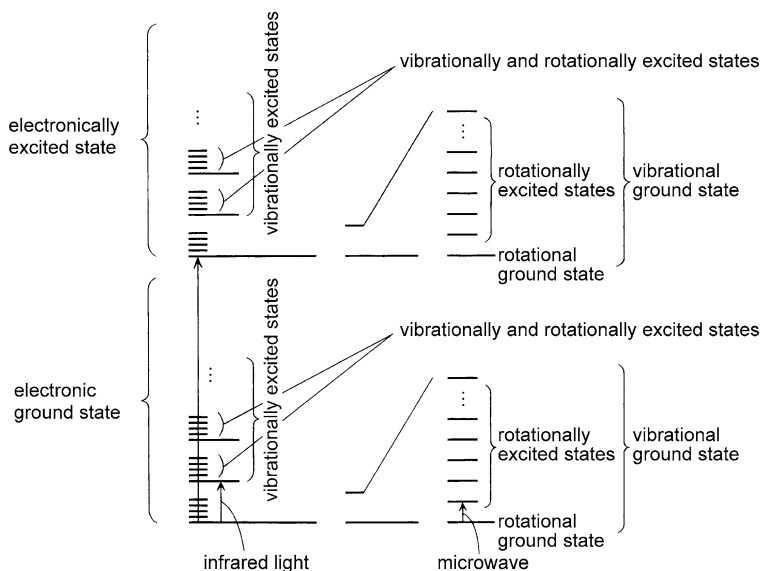 vibrationally excited states
vibrationally and rotationally excited states
electronically
excited state
rotationally
excited states
vibrational
ground state
rotational
ground state
vibrationally excited states
vibrationally and rotationally excited states
electronic
ground state
rotationally
excited states
vibrational
ground state
rotational
ground state
infrared light
microwave